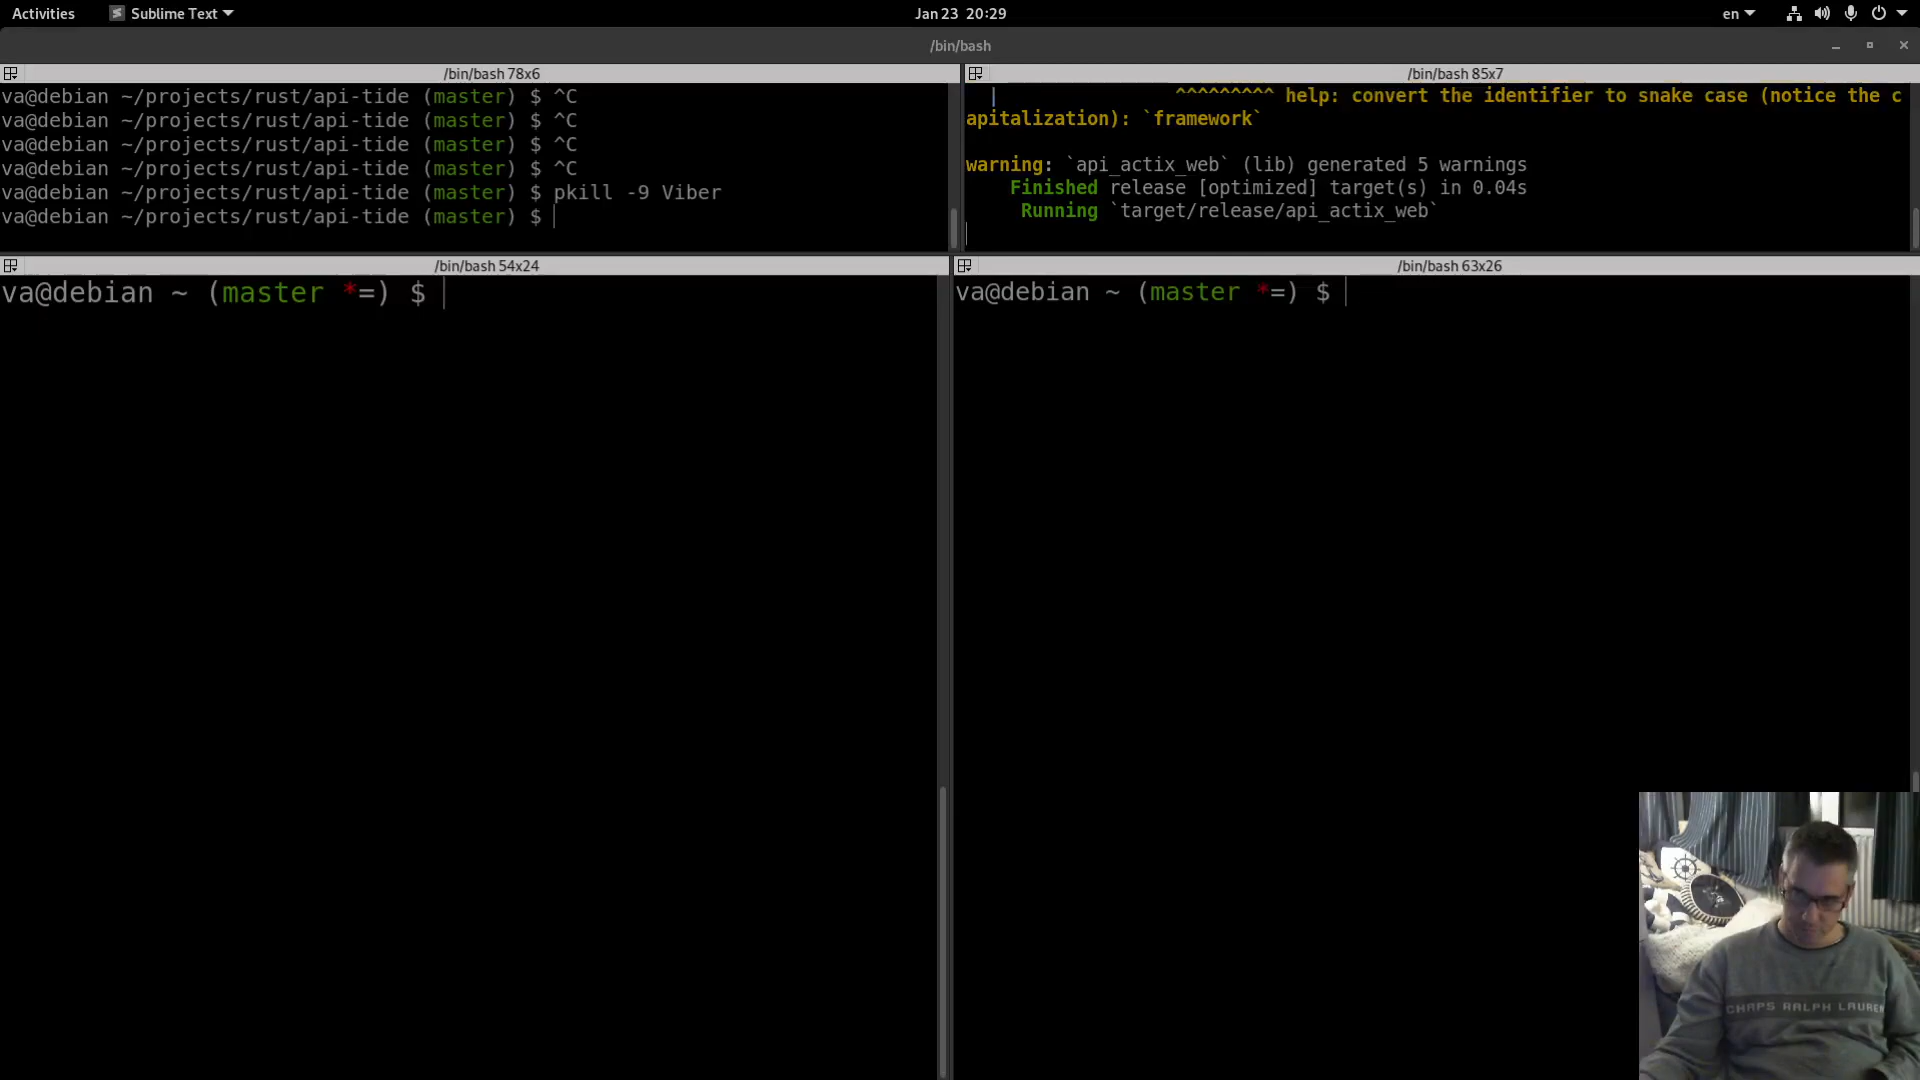 Activities Sublime Text Jan 23 20:29 en
/bin/bash
/bin/bash 78x6
va@debian ~/projects/rust/api-tide (master) $ ^C
va@debian ~/projects/rust/api-tide (master) $ ^C
va@debian ~/projects/rust/api-tide (master) $ ^C
va@debian ~/projects/rust/api-tide (master) $ ^C
va@debian ~/projects/rust/api-tide (master) $ pkill -9 Viber
va@debian ~/projects/rust/api-tide (master) $
/bin/bash 85x7
| ^^^^^^^^^ help: convert the identifier to snake case (notice the c
apitalization): `framework`
warning: `api_actix_web` (lib) generated 5 warnings
Finished release [optimized] target(s) in 0.04s
Running `target/release/api_actix_web`
/bin/bash 54x24
va@debian ~ (master *=) $
/bin/bash 63x26
va@debian ~ (master *=) $
CHAPS RALPH LAUREN